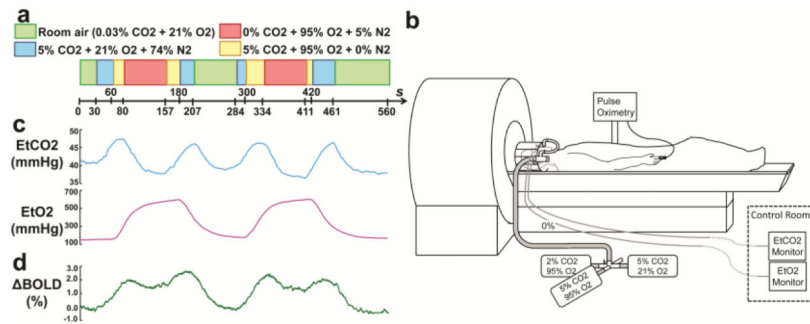 a
Room air (0.03% CO2 + 21% O2)
0% CO2 + 95% O2 + 5% N2
5% CO2 + 21% O2 + 74% N2
5% CO2 + 95% O2 + 0% N2
60 180 300 420 S
0 30 80 157 207 284 334 411 461 560
c
EtCO2
(mmHg)
50
45
40
35
EtO2
(mmHg)
700
500
300
100
d
ΔBOLD
(%)
3.0
2.0
1.0
0.0
-1.0
b
Pulse
Oximetry
0%
2% CO2
95% O2
5% CO2
95% O2
5% CO2
21% O2
Control Room
EtCO2
Monitor
EtO2
Monitor